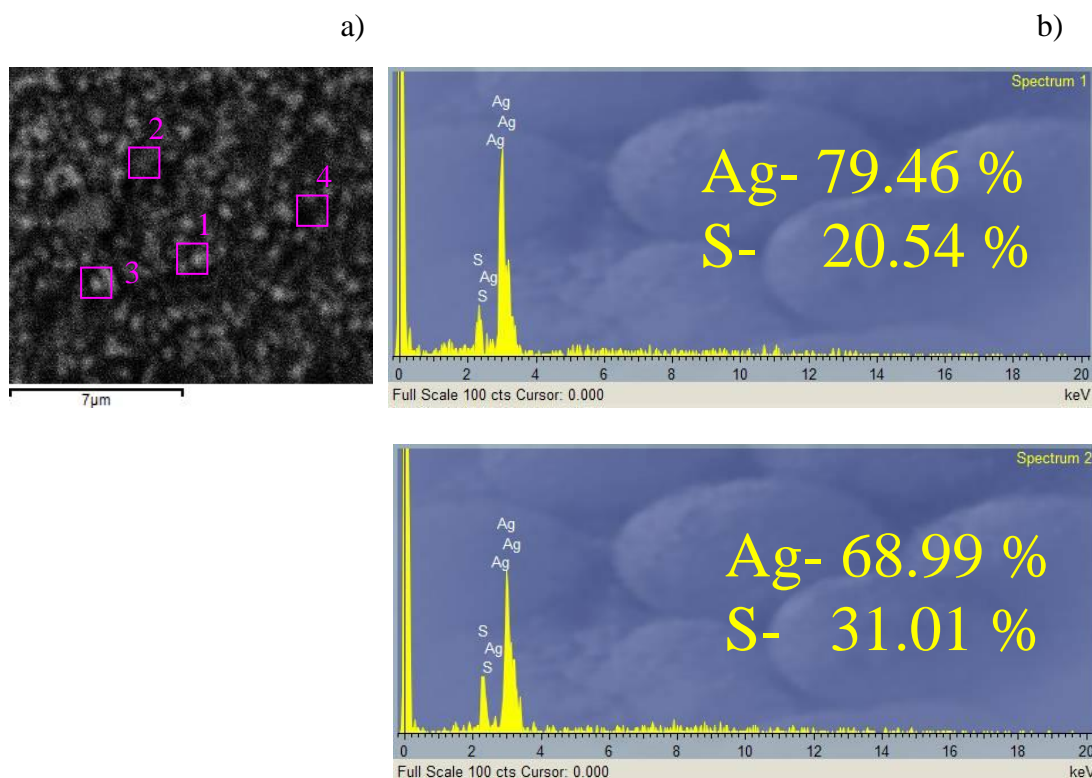 a)
b)
2
4
1
3
7µm
Spectrum 1
Ag
Ag
Ag
S
Ag
S
Ag- 79.46 %
S- 20.54 %
0 2 4 6 8 10 12 14 16 18 20
Full Scale 100 cts Cursor: 0.000 keV
Spectrum 2
Ag
Ag
Ag
S
Ag
S
Ag- 68.99 %
S- 31.01 %
0 2 4 6 8 10 12 14 16 18 20
Full Scale 100 cts Cursor: 0.000 keV